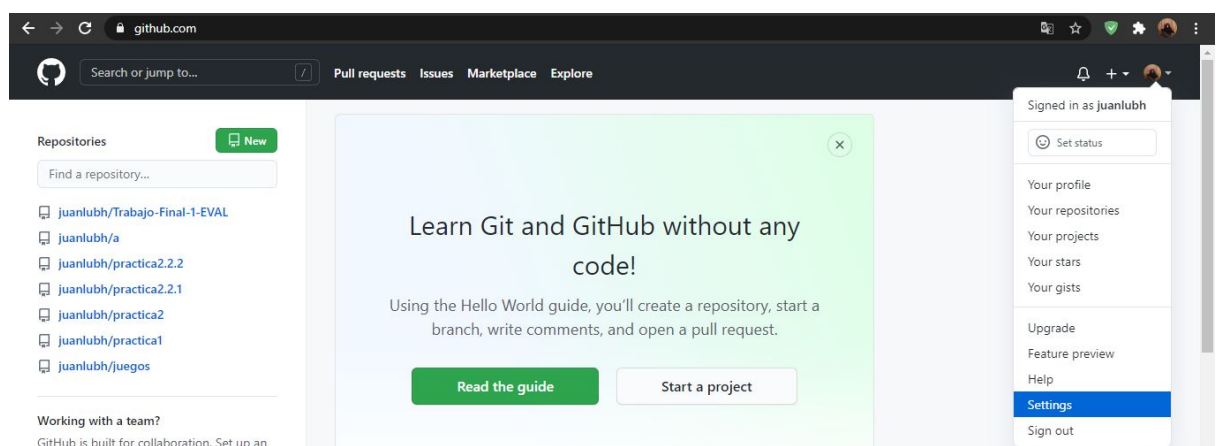 github.com
Search or jump to...
/
Pull requests Issues Marketplace Explore
Signed in as juanlubh
Set status
Your profile
Your repositories
Your projects
Your stars
Your gists
Upgrade
Feature preview
Help
Settings
Sign out
Repositories
New
Find a repository...
juanlubh/Trabajo-Final-1-EVAL
juanlubh/a
juanlubh/practica2.2.2
juanlubh/practica2.2.1
juanlubh/practica2
juanlubh/practica1
juanlubh/juegos
Working with a team?
GitHub is built for collaboration. Set up an
Learn Git and GitHub without any
code!
Using the Hello World guide, you'll create a repository, start a
branch, write comments, and open a pull request.
Read the guide
Start a project